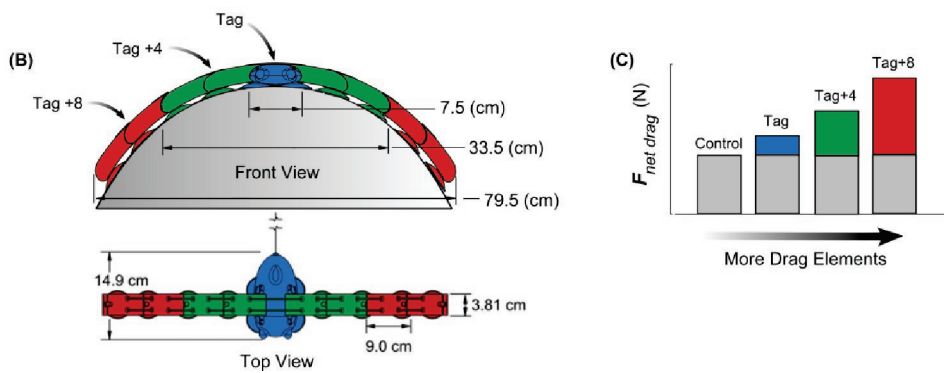 (B)
Tag
Tag +4
Tag +8
7.5 (cm)
33.5 (cm)
Front View
79.5 (cm)
14.9 cm
3.81 cm
9.0 cm
Top View
(C)
F net drag (N)
Control
Tag
Tag+4
Tag+8
More Drag Elements